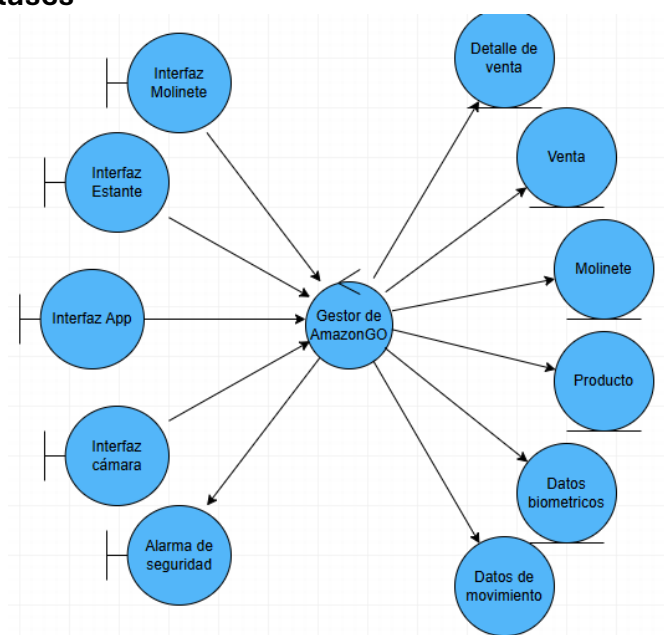 Interfaz
Molinete
Detalle de
venta
Venta
Interfaz
Estante
Molinete
Interfaz App
Gestor de
AmazonGO
Producto
Interfaz
cámara
Datos
biometricos
Alarma de
seguridad
Datos de
movimiento